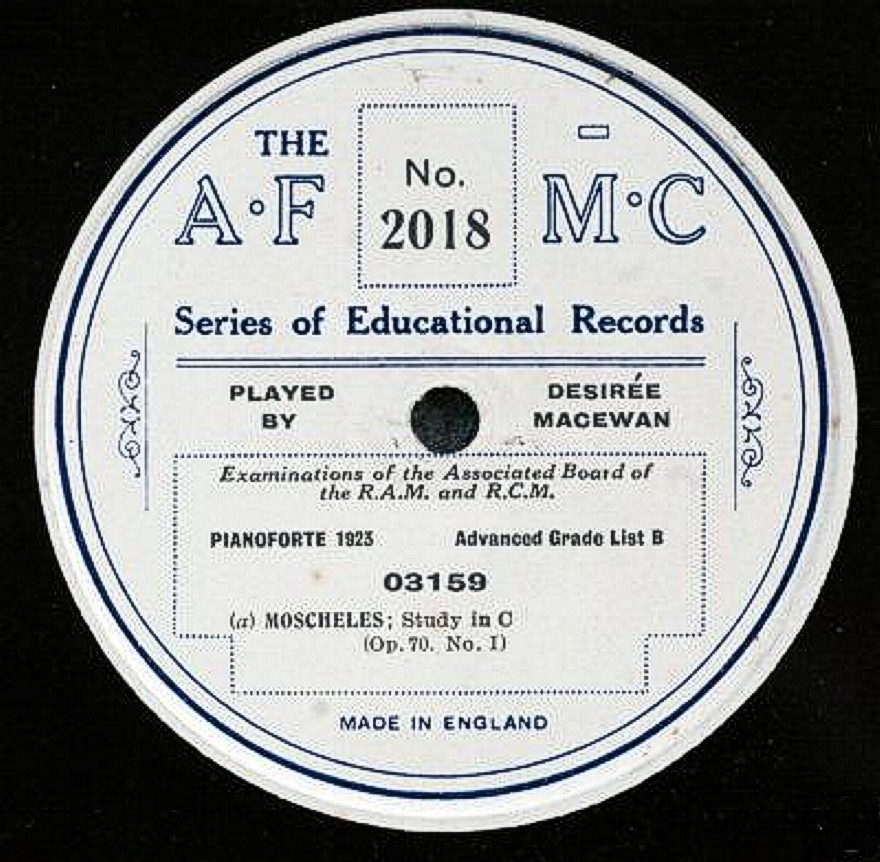 THE
A·F
No.
2018
M·C
Series of Educational Records
PLAYED BY
DESIRÉE MACEWAN
Examinations of the Associated Board of
the R.A.M. and R.C.M.
PIANOFORTE 1923 Advanced Grade List B
03159
(a) MOSCHELES; Study in C
(Op. 70. No. I)
MADE IN ENGLAND